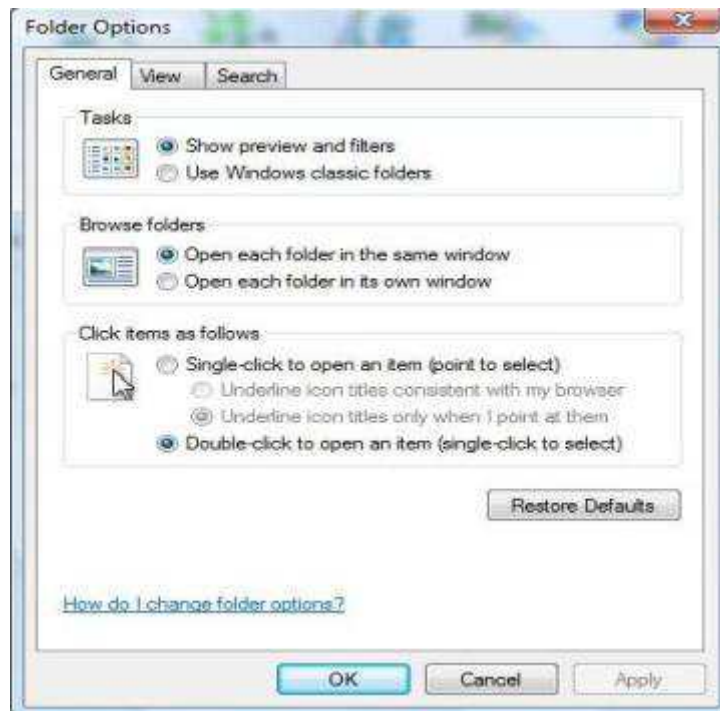 Folder Options
General View Search
Tasks
Show preview and filters
Use Windows classic folders
Browse folders
Open each folder in the same window
Open each folder in its own window
Click items as follows
Single-click to open an item (point to select)
Underline icon titles consistent with my browser
Underline icon titles only when I point at them
Double-click to open an item (single-click to select)
Restore Defaults
How do I change folder options?
OK Cancel Apply